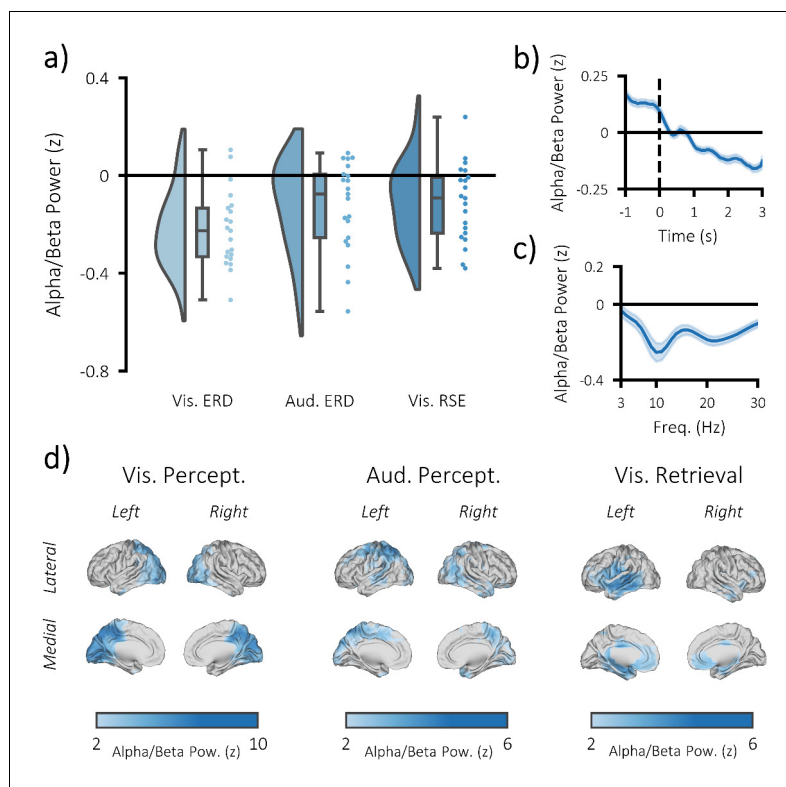 a)
Alpha/Beta Power (z)
0.4
0
-0.4
-0.8
Vis. ERD
Aud. ERD
Vis. RSE
b)
Alpha/Beta Power (z)
0.25
0
-0.25
-1 0 1 2 3
Time (s)
c)
Alpha/Beta Power (z)
0.2
0
-0.4
3 10 20 30
Freq. (Hz)
d)
Vis. Percept.
Left Right
Aud. Percept.
Left Right
Vis. Retrieval
Left Right
Lateral
Medial
2 10
Alpha/Beta Pow. (z)
2 6
Alpha/Beta Pow. (z)
2 6
Alpha/Beta Pow. (z)